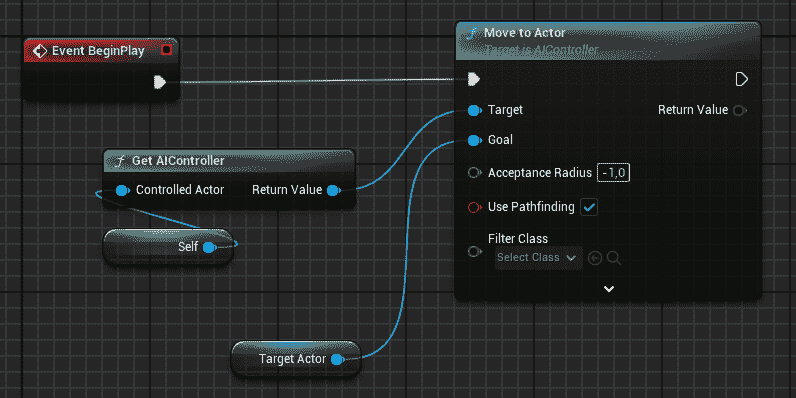 Event BeginPlay
Move to Actor
Target is AIController
Target
Return Value
Goal
Get AIController
Controlled Actor
Return Value
Acceptance Radius -1,0
Use Pathfinding
Self
Filter Class
Select Class
Target Actor